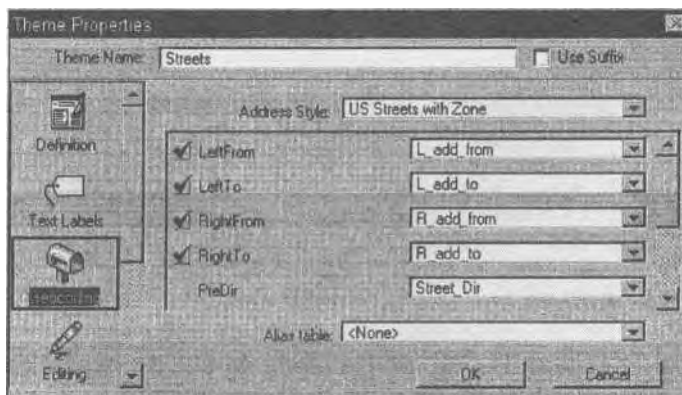 Theme Properties
Theme Name: Streets Use Suffix
Address Style: US Streets with Zone
Definition
Text Labels
Geocoding
Editing
LeftFrom L_add_from
LeftTo L_add_to
RightFrom R_add_from
RightTo R_add_to
PreDir Street_Dir
Alias table: <None>
OK Cancel